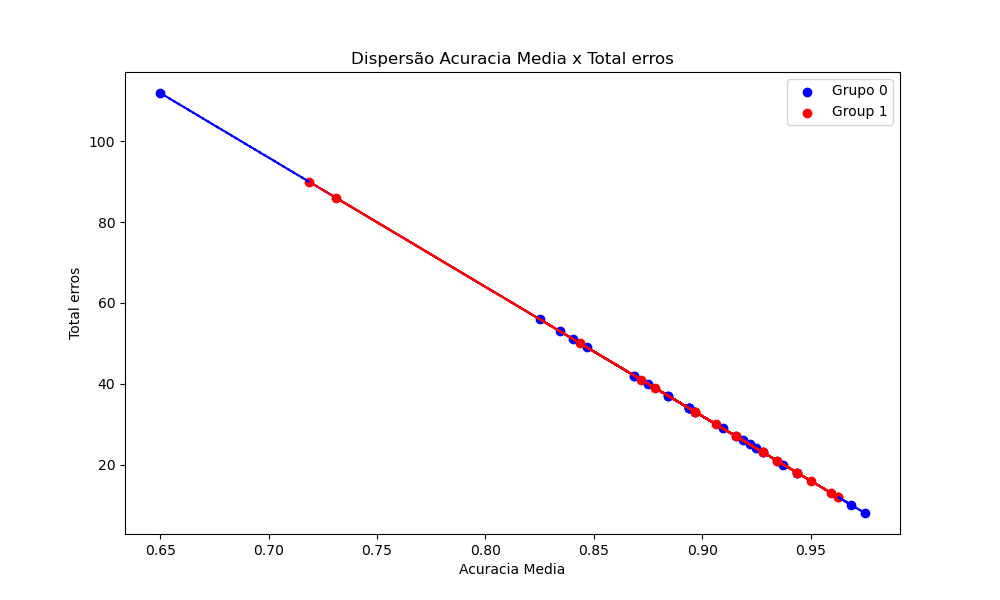 Dispersão Acuracia Media x Total erros
Grupo 0
Group 1
Total erros
100
80
60
40
20
0.65 0.70 0.75 0.80 0.85 0.90 0.95
Acuracia Media